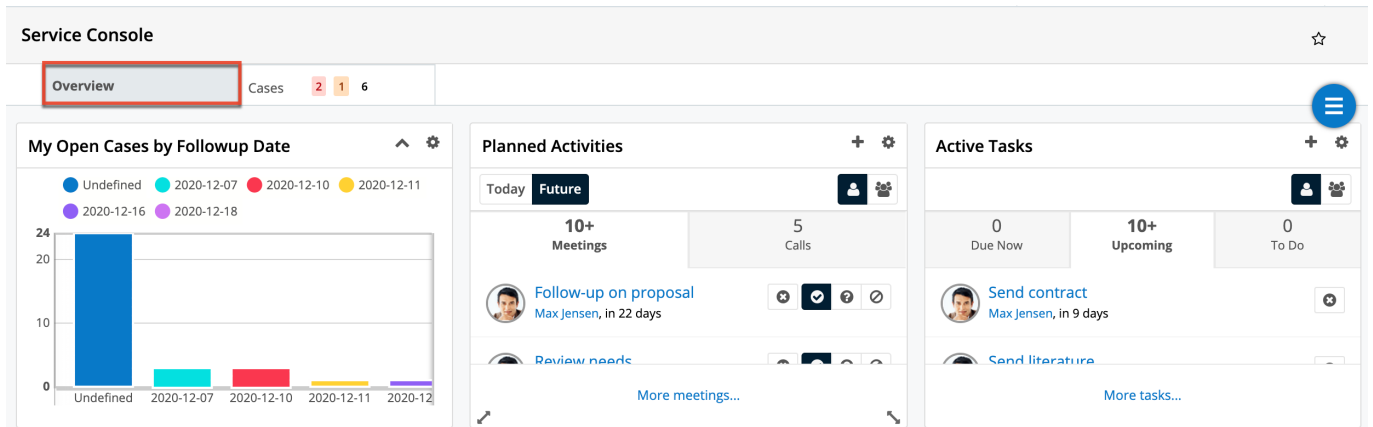 Service Console
Overview
Cases 2 1 6
My Open Cases by Followup Date
Undefined 2020-12-07 2020-12-10 2020-12-11
2020-12-16 2020-12-18
24
20
10
0
Undefined 2020-12-07 2020-12-10 2020-12-11 2020-12
Planned Activities
Today Future
10+ 5
Meetings Calls
Follow-up on proposal
Max Jensen, in 22 days
Review needs
More meetings...
Active Tasks
0 10+ 0
Due Now Upcoming To Do
Send contract
Max Jensen, in 9 days
Send literature
More tasks...